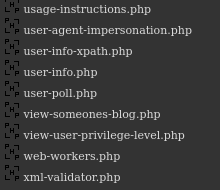 usage-instructions.php
user-agent-impersonation.php
user-info-xpath.php
user-info.php
user-poll.php
view-someones-blog.php
view-user-privilege-level.php
web-workers.php
xml-validator.php